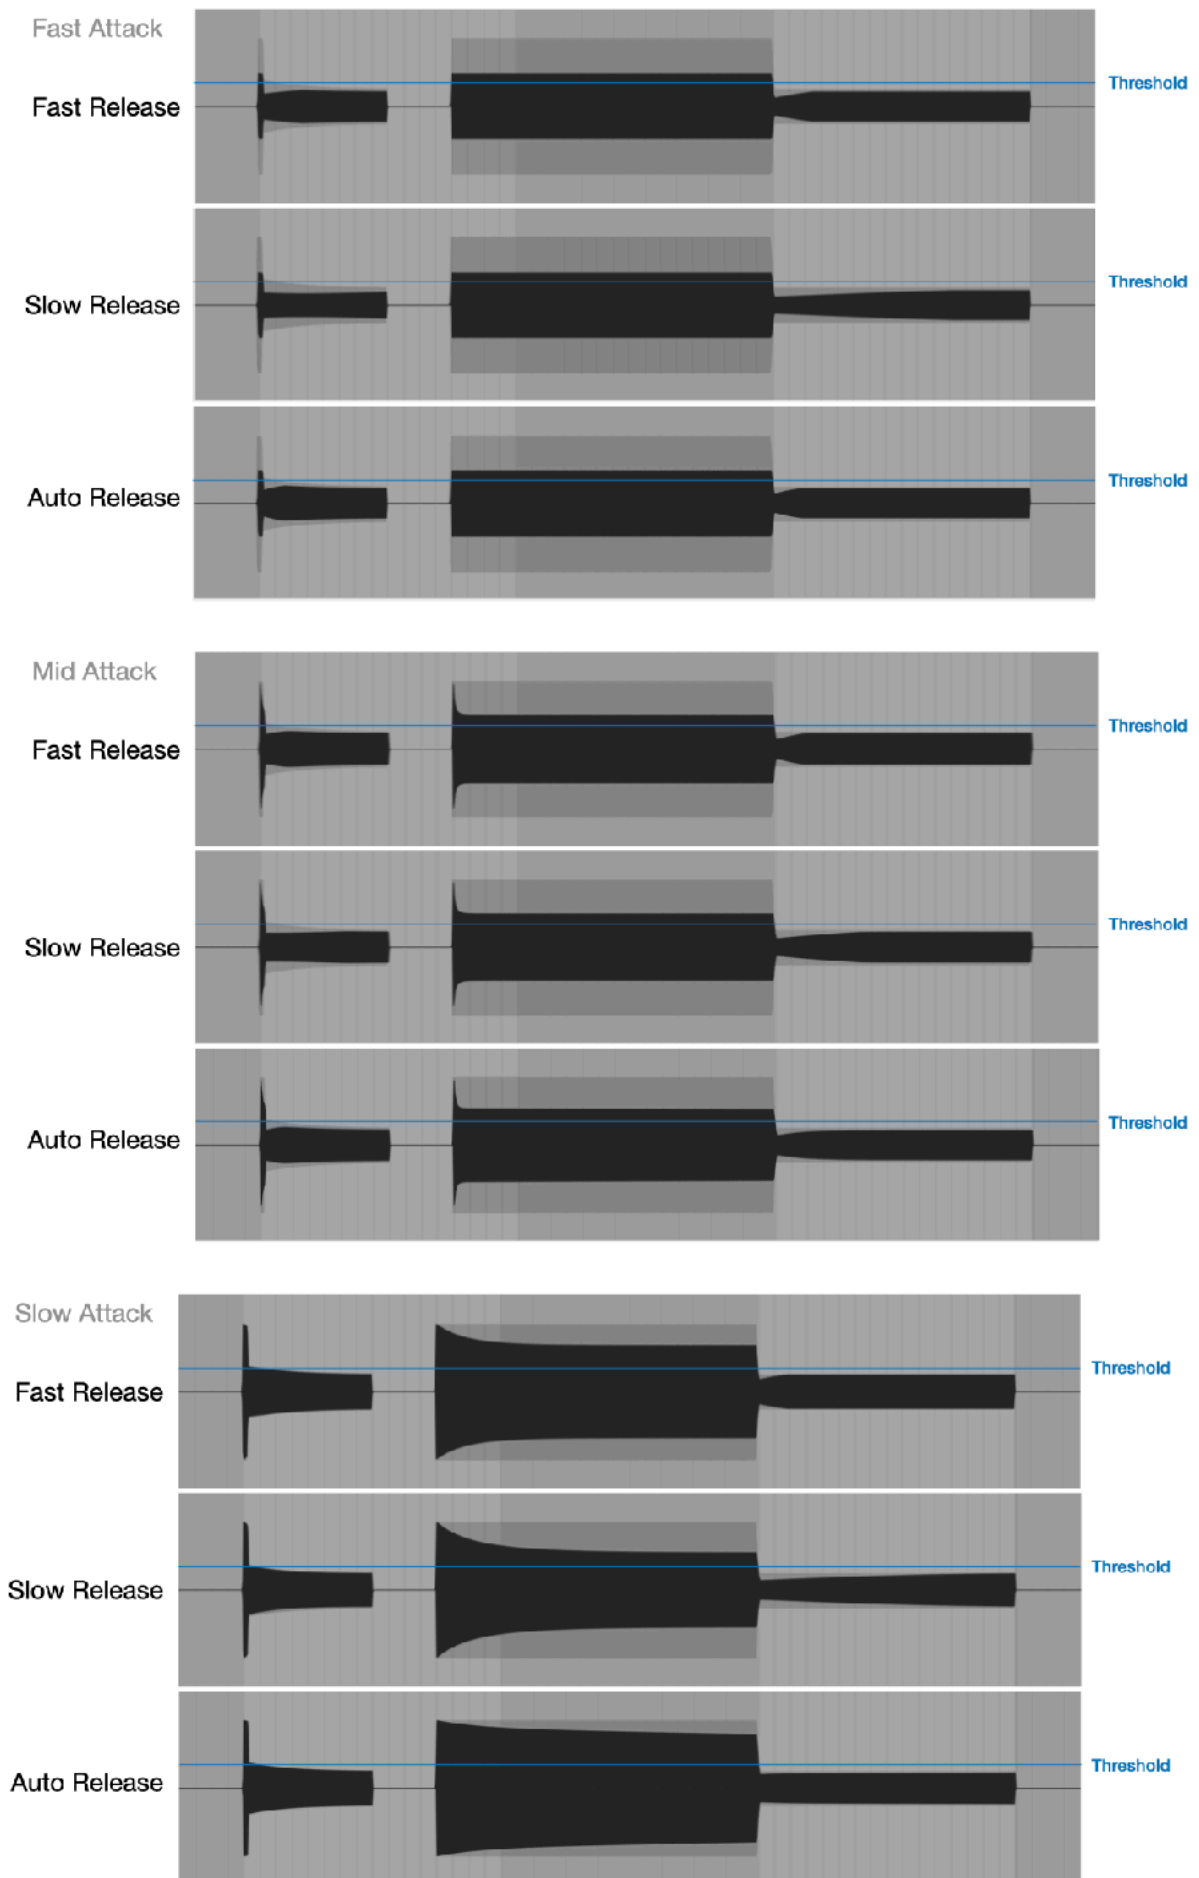 Fast Attack
Threshold
Fast Release
Threshold
Slow Release
Threshold
Auto Release
Mid Attack
Threshold
Fast Release
Threshold
Slow Release
Threshold
Auto Release
Slow Attack
Threshold
Fast Release
Threshold
Slow Release
Threshold
Auto Release